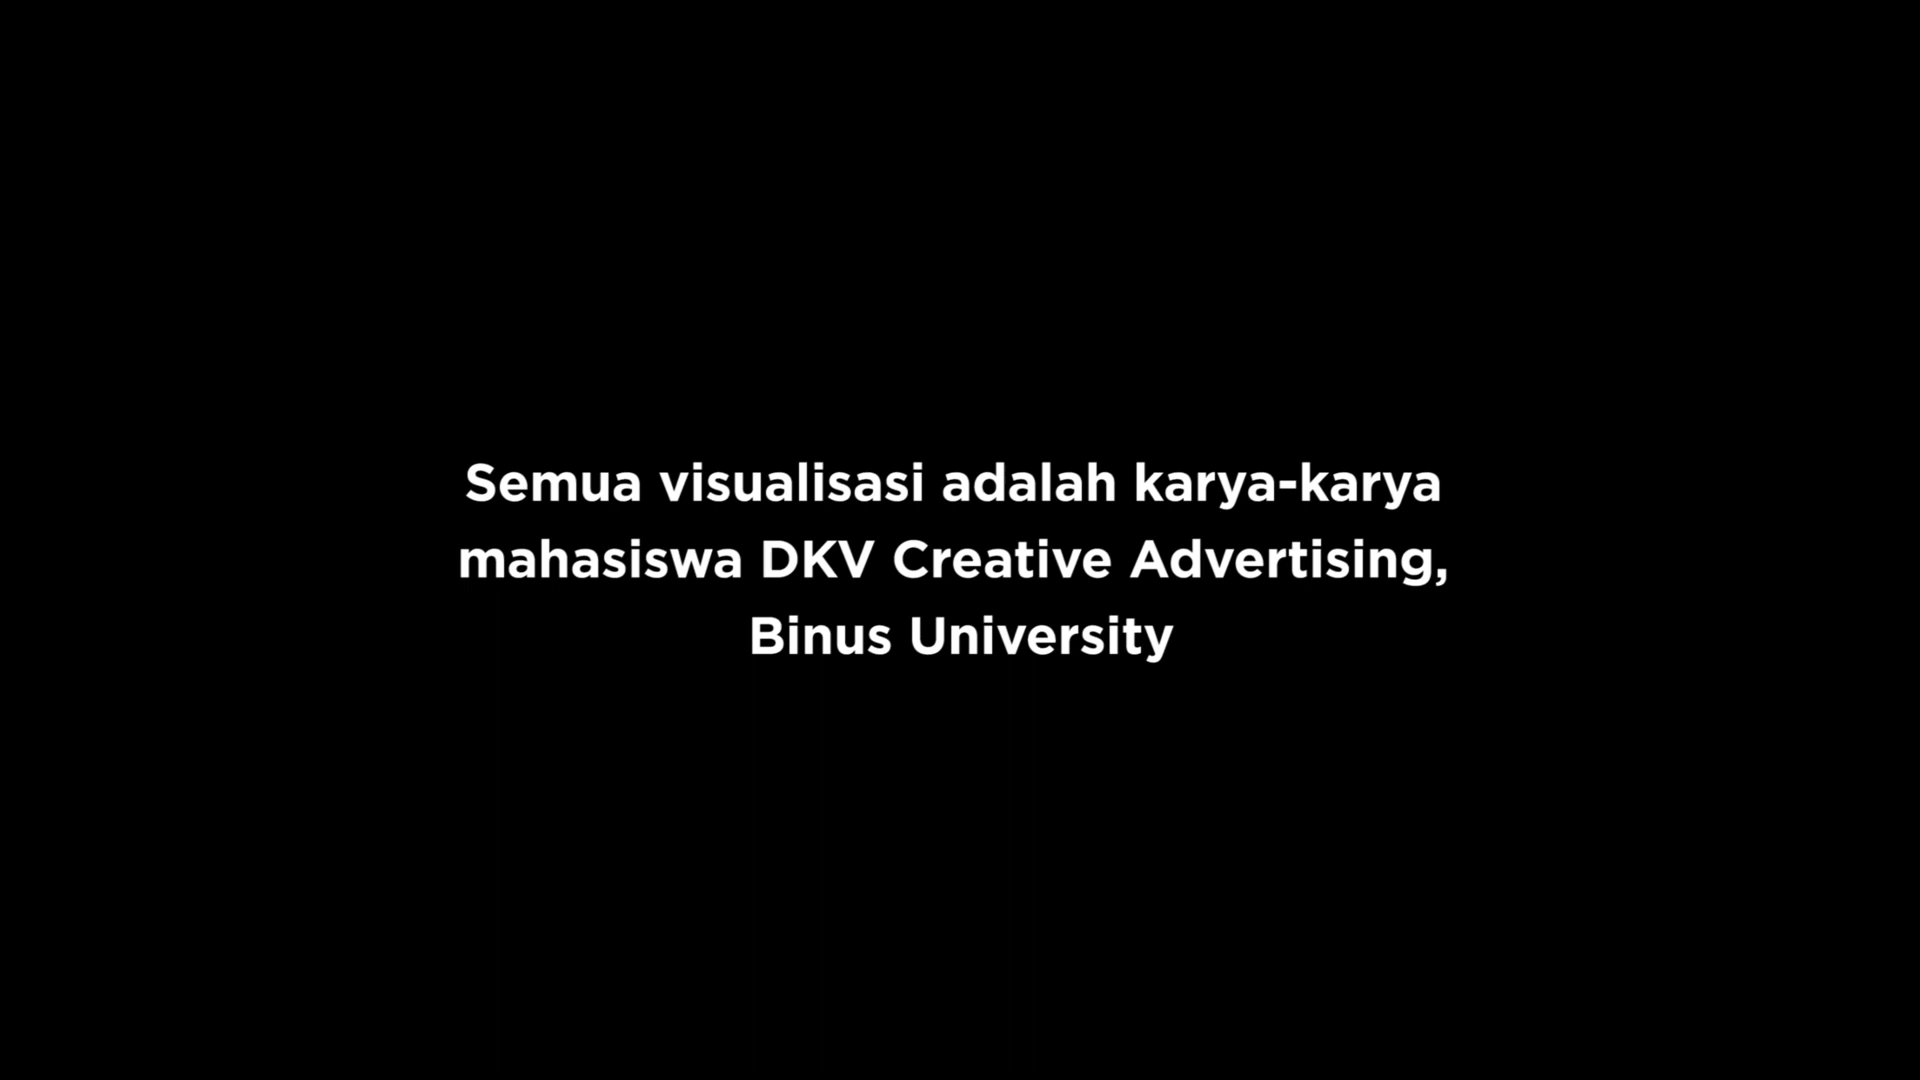 Semua visualisasi adalah karya-karya
mahasiswa DKV Creative Advertising,
Binus University